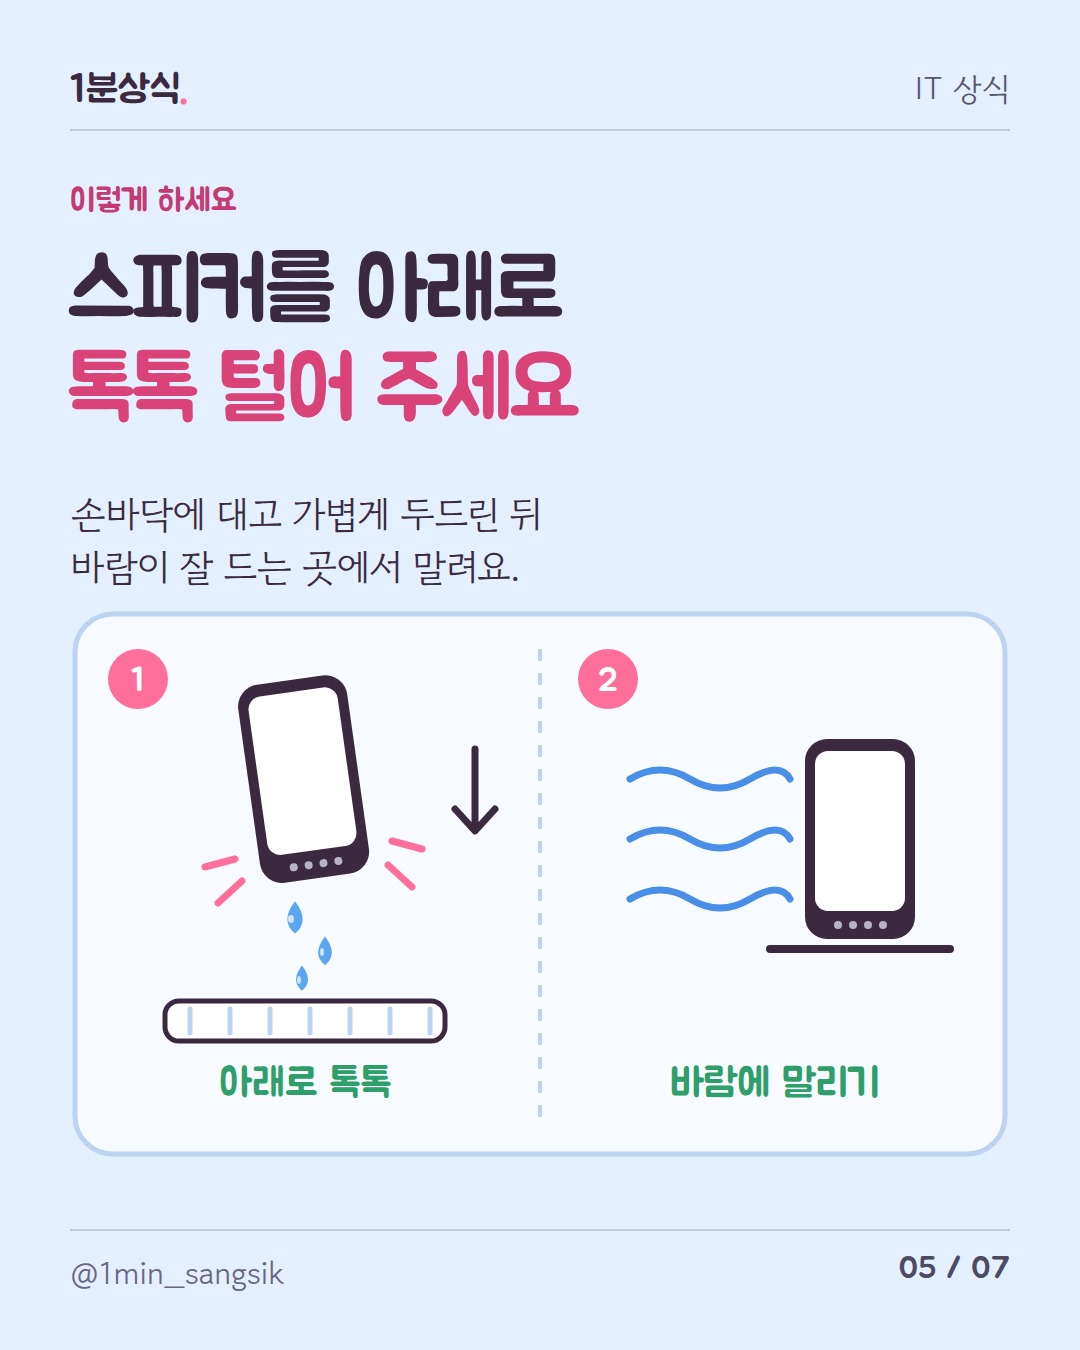 1분상식.
IT 상식
이렇게 하세요
스피커를 아래로
톡톡 털어 주세요
손바닥에 대고 가볍게 두드린 뒤
바람이 잘 드는 곳에서 말려요.
1
2
아래로 톡톡
바람에 말리기
@1min_sangsik
05 / 07